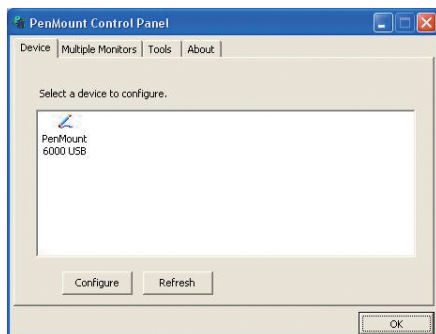 PenMount Control Panel
Device Multiple Monitors Tools About
Select a device to configure.
PenMount
6000 USB
Configure Refresh
OK